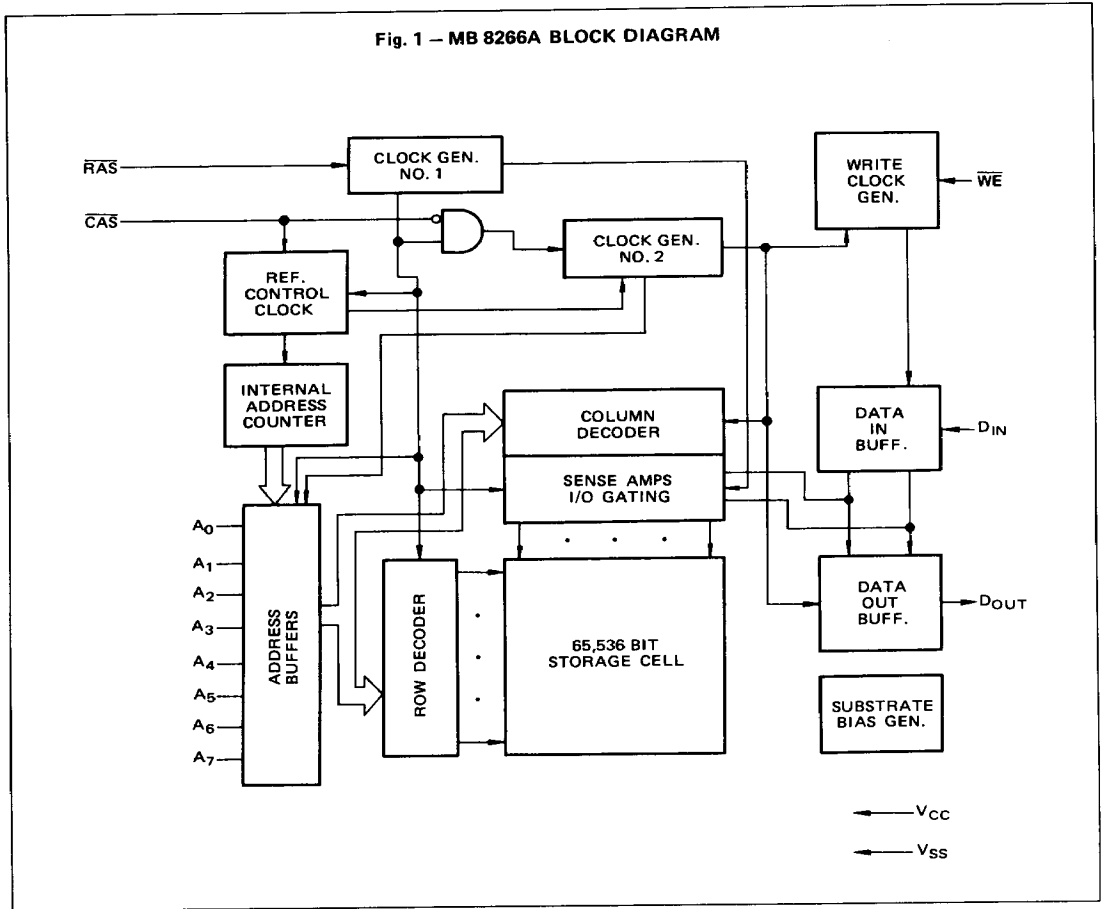 Fig. 1 – MB 8266A BLOCK DIAGRAM
RAS
CLOCK GEN.
NO. 1
WRITE
CLOCK
GEN.
WE
CAS
CLOCK GEN.
NO. 2
REF.
CONTROL
CLOCK
INTERNAL
ADDRESS
COUNTER
COLUMN
DECODER
DATA
IN
BUFF.
DIN
SENSE AMPS
I/O GATING
A0
A1
A2
A3
A4
A5
A6
A7
ADDRESS
BUFFERS
ROW DECODER
65,536 BIT
STORAGE CELL
DATA
OUT
BUFF.
DOUT
SUBSTRATE
BIAS GEN.
VCC
VSS